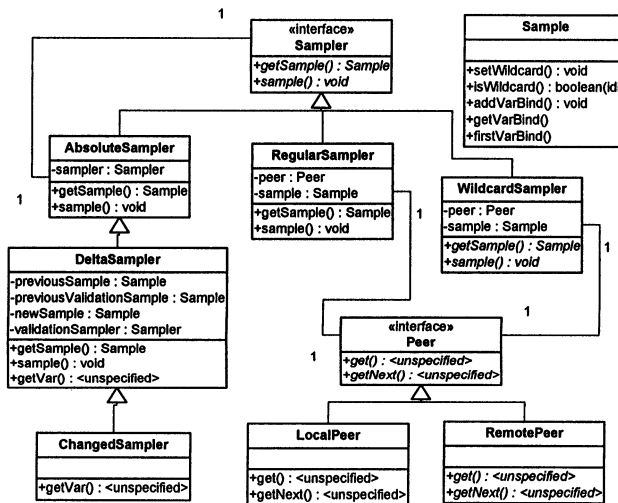 1
«interface»
Sampler
+getSample() : Sample
+sample() : void
Sample
+setWildcard() : void
+isWildcard() : boolean(idl
+addVarBind() : void
+getVarBind()
+firstVarBind()
AbsoluteSampler
-sampler : Sampler
+getSample() : Sample
+sample() : void
1
RegularSampler
-peer : Peer
-sample : Sample
+getSample() : Sample
+sample() : void
1
WildcardSampler
-peer : Peer
-sample : Sample
+getSample() : Sample
+sample() : void
1
DeltaSampler
-previousSample : Sample
-previousValidationSample : Sample
-newSample : Sample
-validationSampler : Sampler
+getSample() : Sample
+sample() : void
+getVar() : <unspecified>
1
1
«interface»
Peer
+get() : <unspecified>
+getNext() : <unspecified>
ChangedSampler
+getVar() : <unspecified>
LocalPeer
+get() : <unspecified>
+getNext() : <unspecified>
RemotePeer
+get() : <unspecified>
+getNext() : <unspecified>